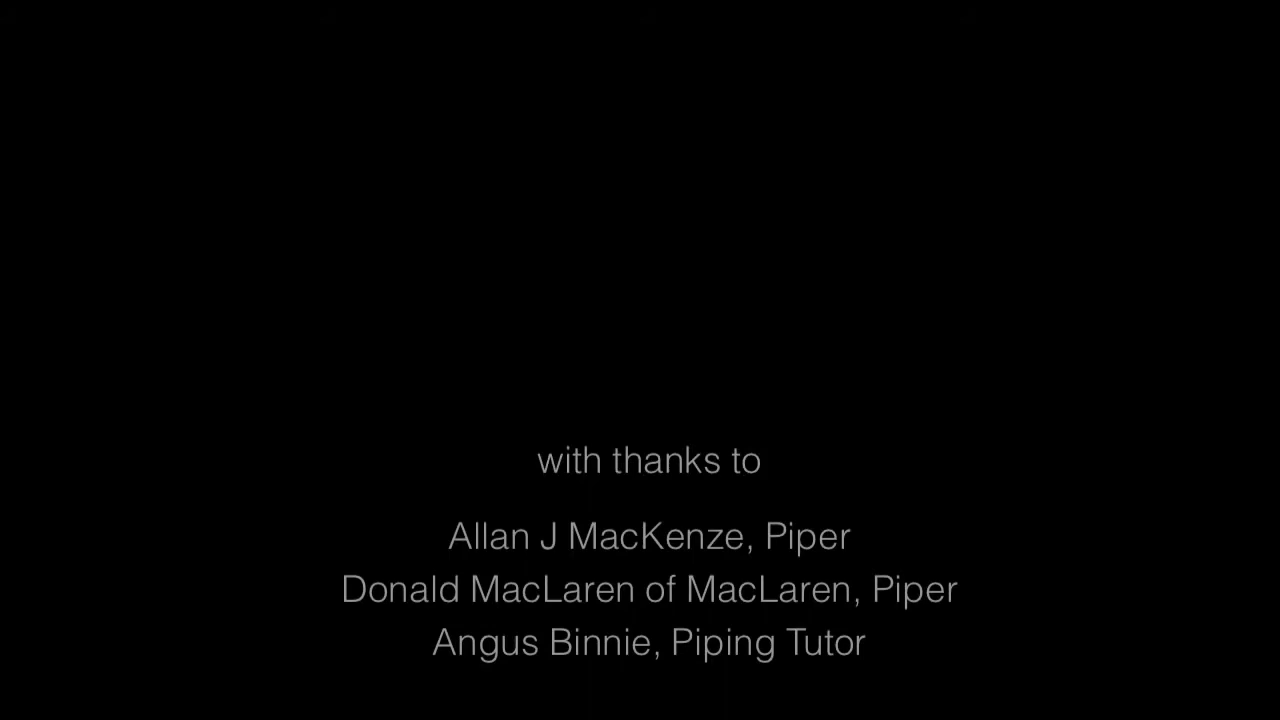 with thanks to
Allan J MacKenze, Piper
Donald MacLaren of MacLaren, Piper
Angus Binnie, Piping Tutor